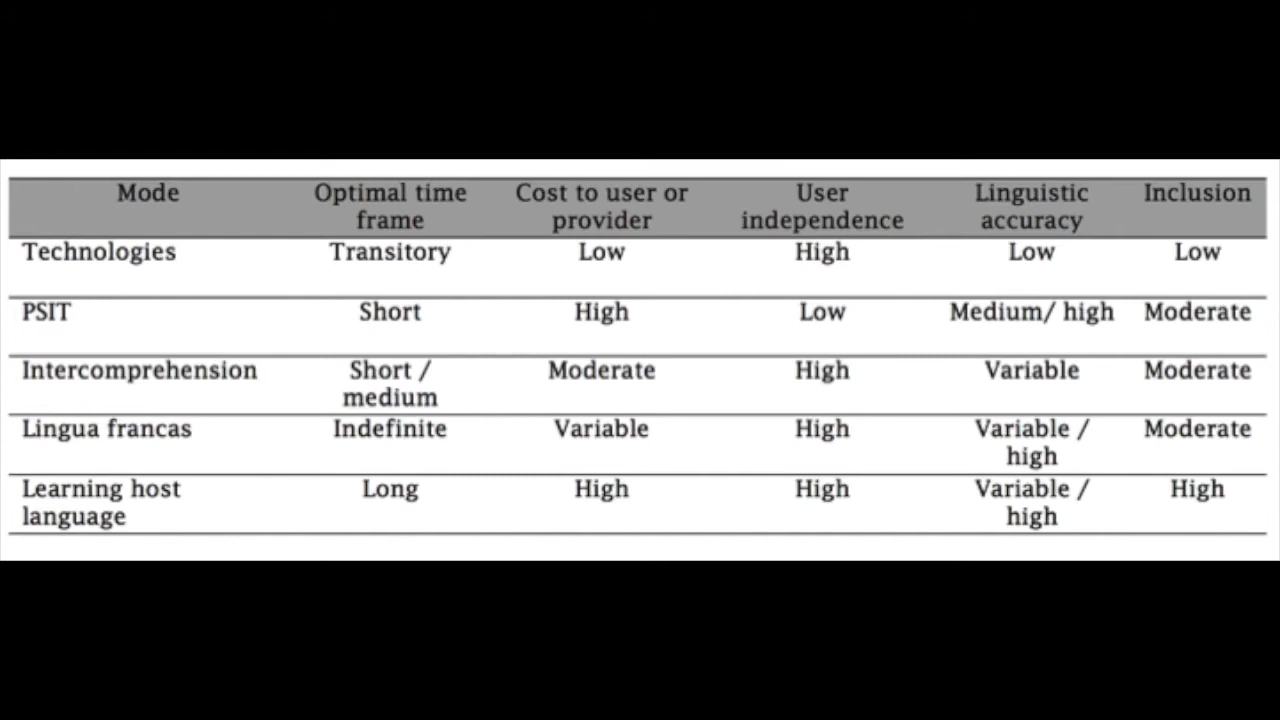 Mode Optimal time Cost to user or User Linguistic Inclusion
frame provider independence accuracy
Technologies Transitory Low High Low Low
PSIT Short High Low Medium/ high Moderate
Intercomprehension Short / Moderate High Variable Moderate
medium
Lingua francas Indefinite Variable High Variable / Moderate
high
Learning host Long High High Variable / High
language high